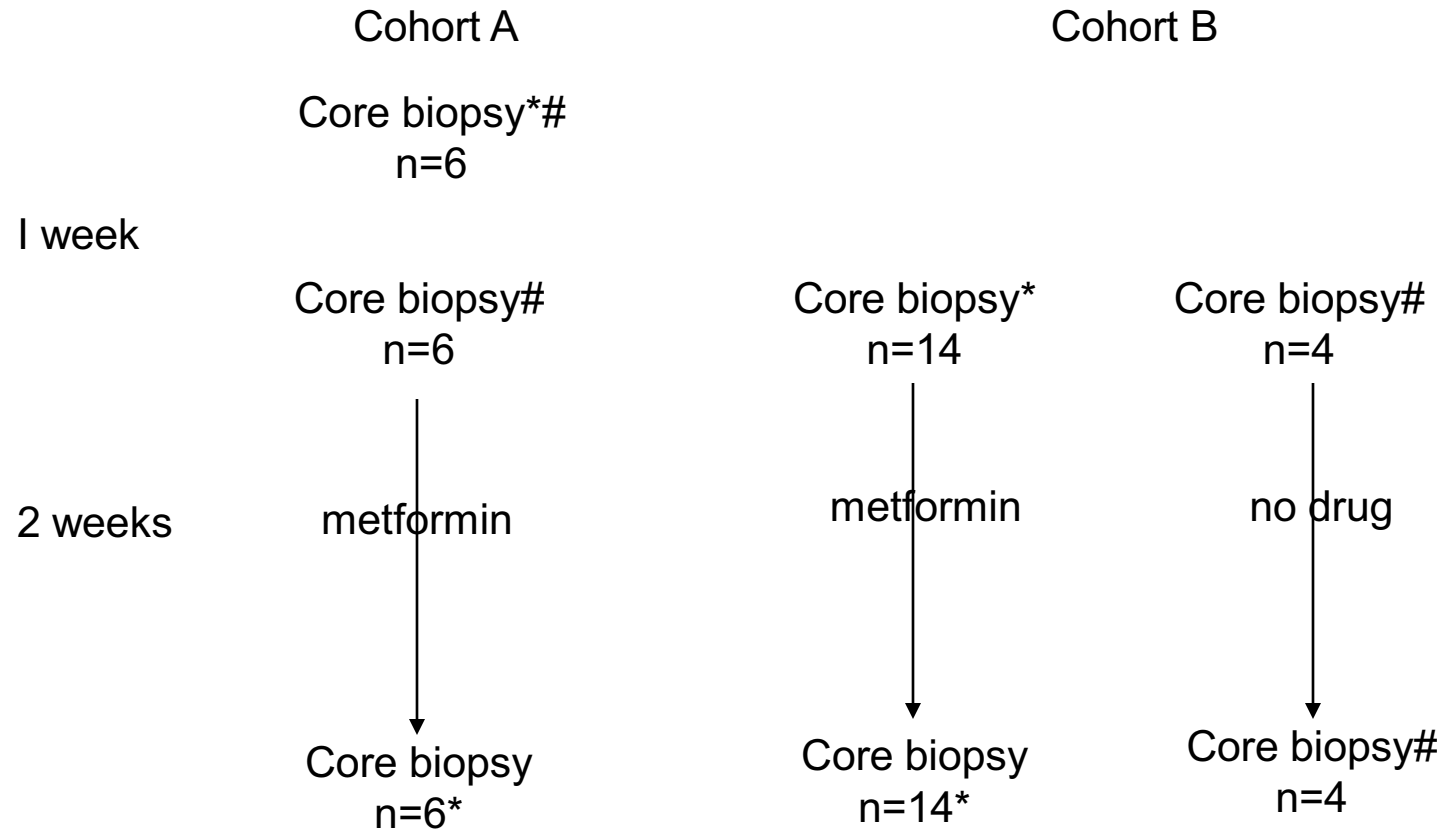 Cohort A
Cohort B
Core biopsy*#
n=6
I week
Core biopsy#
n=6
Core biopsy*
n=14
Core biopsy#
n=4
2 weeks
metformin
metformin
no drug
Core biopsy
n=6*
Core biopsy
n=14*
Core biopsy#
n=4